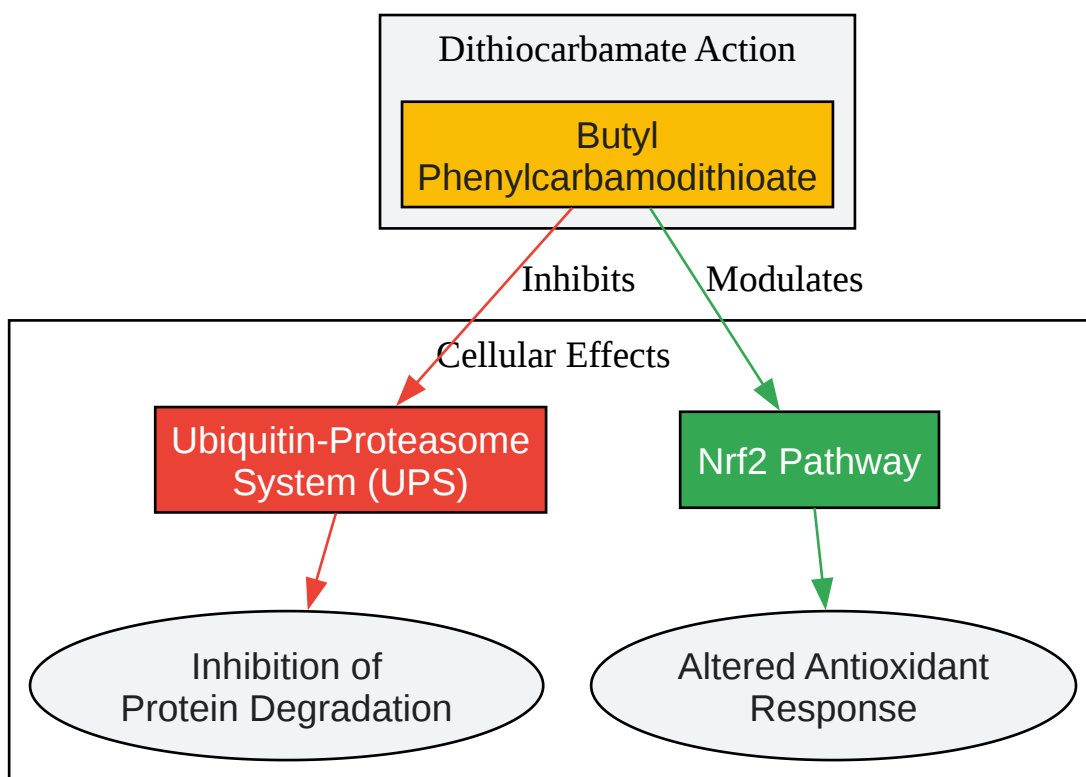 Dithiocarbamate Action
Butyl
Phenylcarbamodithioate
Inhibits
Modulates
Cellular Effects
Ubiquitin-Proteasome
System (UPS)
Nrf2 Pathway
Inhibition of
Protein Degradation
Altered Antioxidant
Response